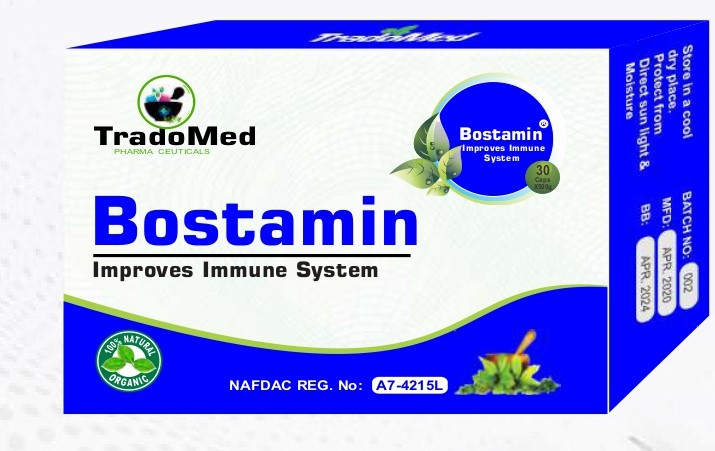 TradoMed
TradoMed
PHARMA CEUTICALS
Bostamin®
Improves Immune
System
30
Caps
Bostamin
Improves Immune System
100% NATURAL
ORGANIC
NAFDAC REG. No: A7-4215L
Store in a cool
dry place.
Protect from
Direct sun light &
Moisture
BATCH NO: 002
MFD: APR. 2020
BB: APR. 2024